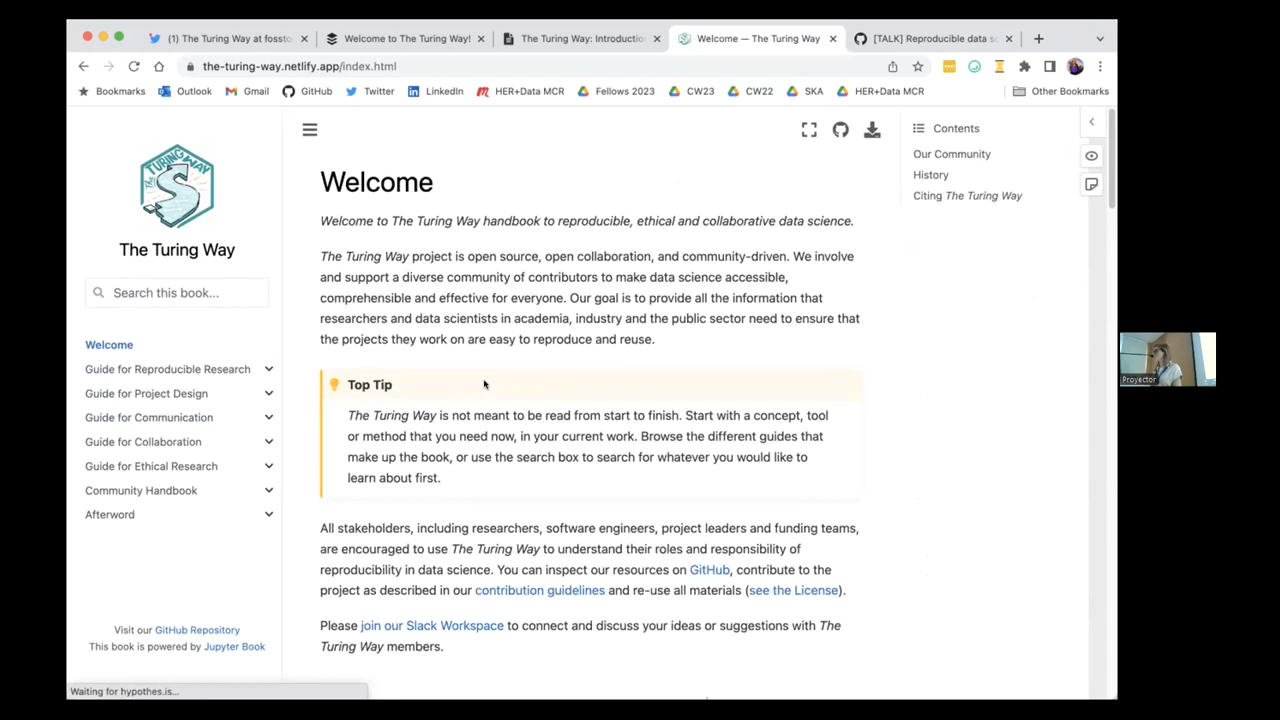 (1) The Turing Way at fossto
Welcome to The Turing Way!
The Turing Way: Introductio
Welcome — The Turing Way
[TALK] Reproducible data sc
the-turing-way.netlify.app/index.html
Bookmarks
Outlook
Gmail
GitHub
Twitter
LinkedIn
HER+Data MCR
Fellows 2023
CW23
CW22
SKA
HER+Data MCR
Other Bookmarks
THE TURING WAY
The Turing Way
Search this book...
Welcome
Guide for Reproducible Research
Guide for Project Design
Guide for Communication
Guide for Collaboration
Guide for Ethical Research
Community Handbook
Afterword
Visit our GitHub Repository
This book is powered by Jupyter Book
Waiting for hypothes.is...
Welcome
Welcome to The Turing Way handbook to reproducible, ethical and collaborative data science.
The Turing Way project is open source, open collaboration, and community-driven. We involve
and support a diverse community of contributors to make data science accessible,
comprehensible and effective for everyone. Our goal is to provide all the information that
researchers and data scientists in academia, industry and the public sector need to ensure that
the projects they work on are easy to reproduce and reuse.
Top Tip
The Turing Way is not meant to be read from start to finish. Start with a concept, tool
or method that you need now, in your current work. Browse the different guides that
make up the book, or use the search box to search for whatever you would like to
learn about first.
All stakeholders, including researchers, software engineers, project leaders and funding teams,
are encouraged to use The Turing Way to understand their roles and responsibility of
reproducibility in data science. You can inspect our resources on GitHub, contribute to the
project as described in our contribution guidelines and re-use all materials (see the License).
Please join our Slack Workspace to connect and discuss your ideas or suggestions with The
Turing Way members.
Contents
Our Community
History
Citing The Turing Way
Proyector